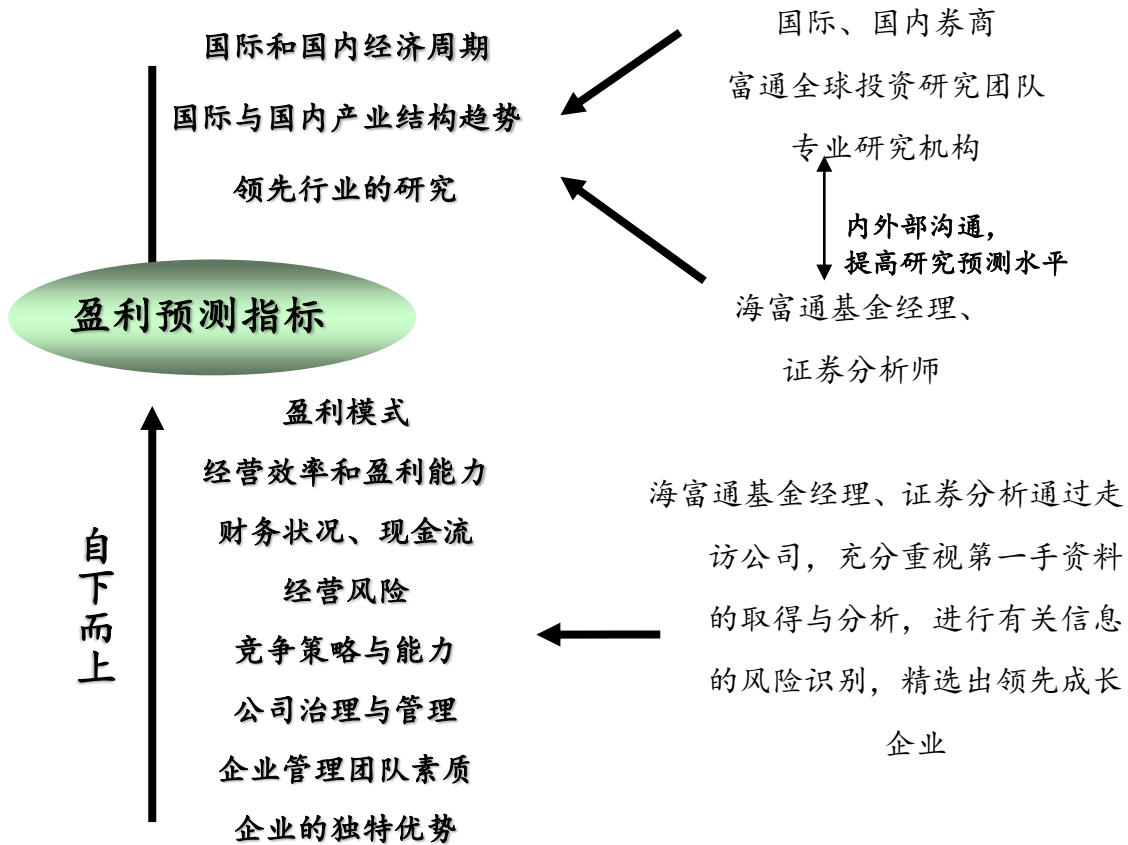 国际和国内经济周期
国际与国内产业结构趋势
领先行业的研究
国际、国内券商
富通全球投资研究团队
专业研究机构
内外部沟通，
提高研究预测水平
海富通基金经理、
证券分析师
盈利预测指标
自下而上
盈利模式
经营效率和盈利能力
财务状况、现金流
经营风险
竞争策略与能力
公司治理与管理
企业管理团队素质
企业的独特优势
海富通基金经理、证券分析通过走
访公司，充分重视第一手资料
的取得与分析，进行有关信息
的风险识别，精选出领先成长
企业